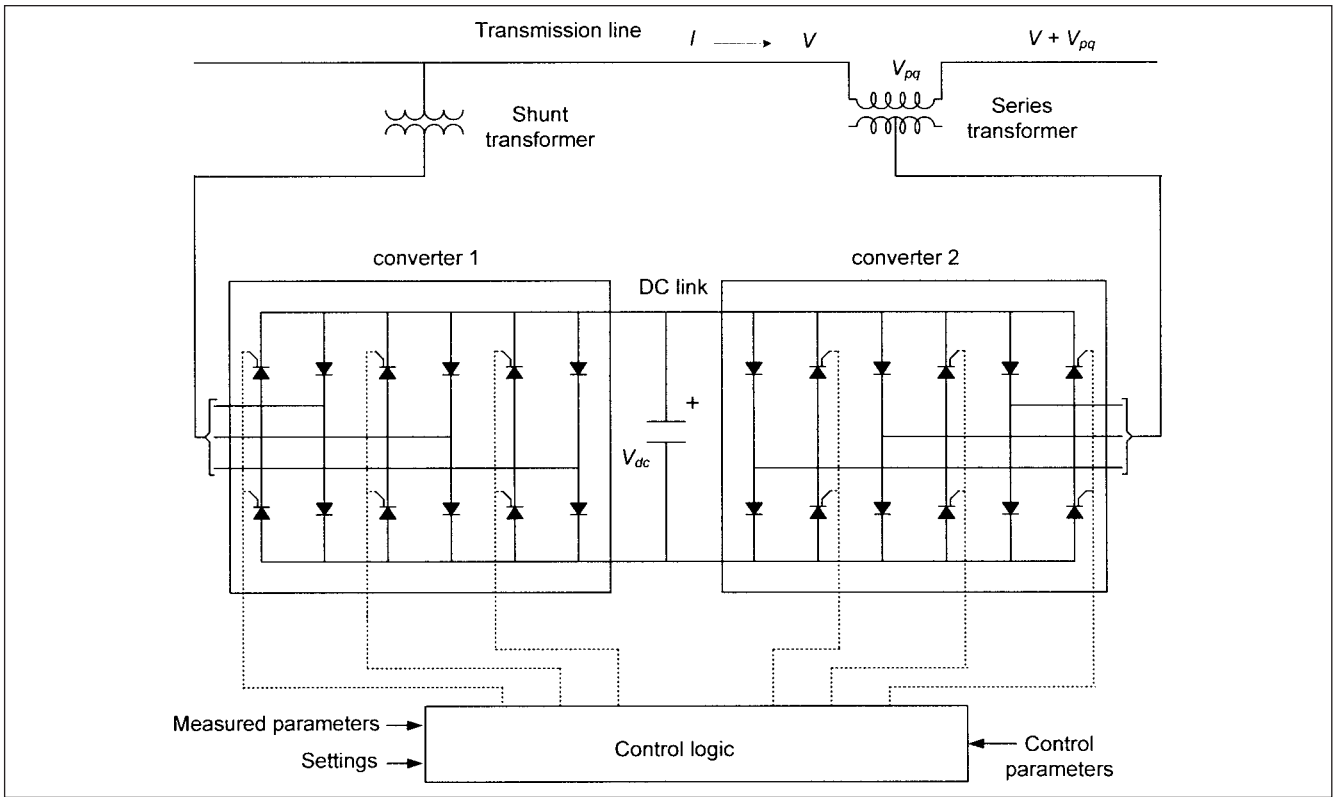 Transmission line
I
V
V + Vpq
Vpq
Shunt
transformer
Series
transformer
converter 1
converter 2
DC link
+
Vdc
Measured parameters
Settings
Control logic
Control
parameters